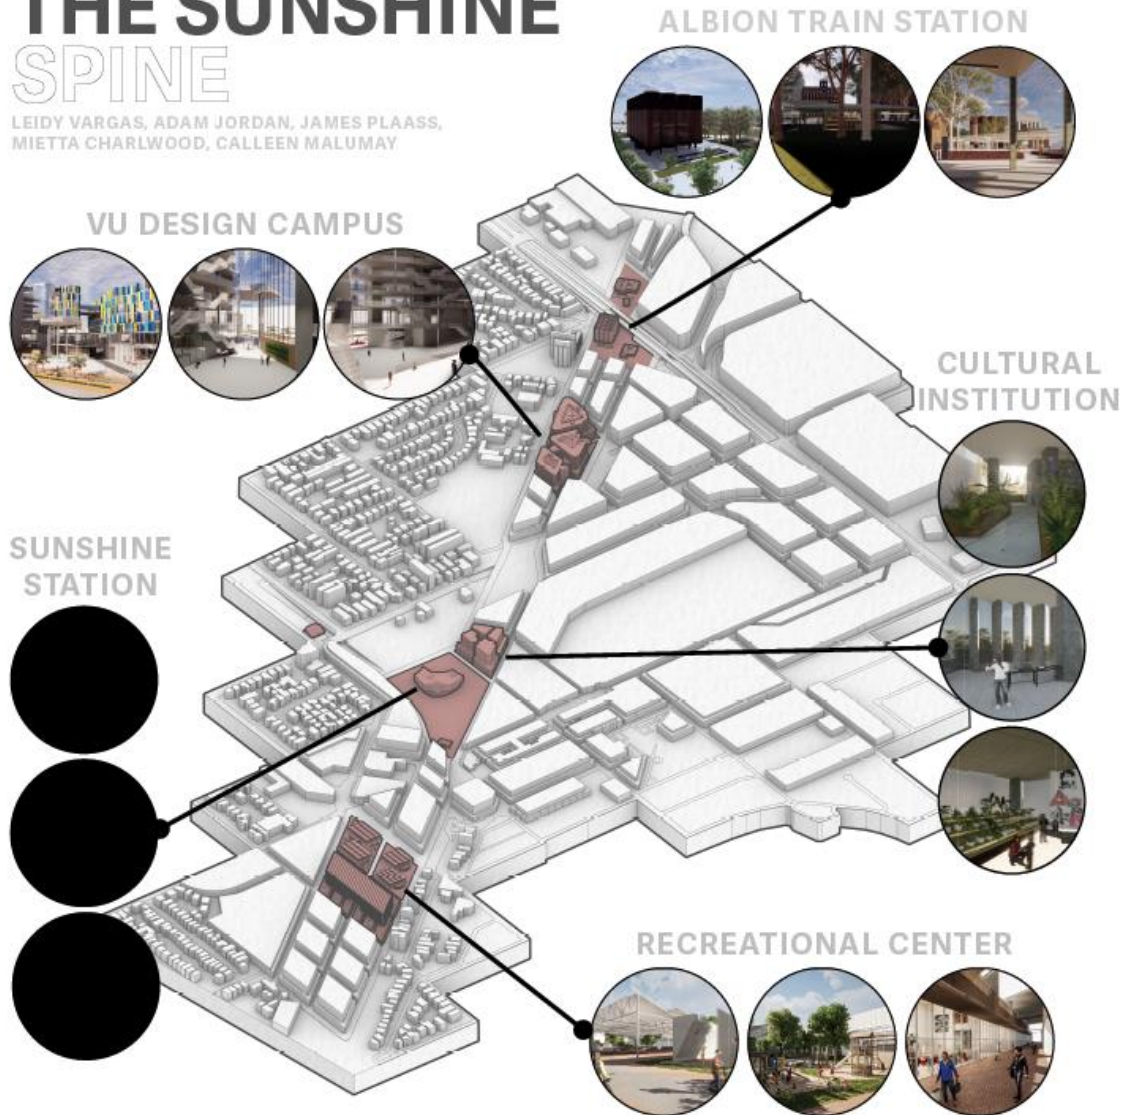 THE SUNSHINE
SPINE
LEIDY VARGAS, ADAM JORDAN, JAMES PLAASS,
MIETTA CHARLWOOD, CALLEEN MALUMAY
ALBION TRAIN STATION
VU DESIGN CAMPUS
CULTURAL
INSTITUTION
SUNSHINE
STATION
RECREATIONAL CENTER